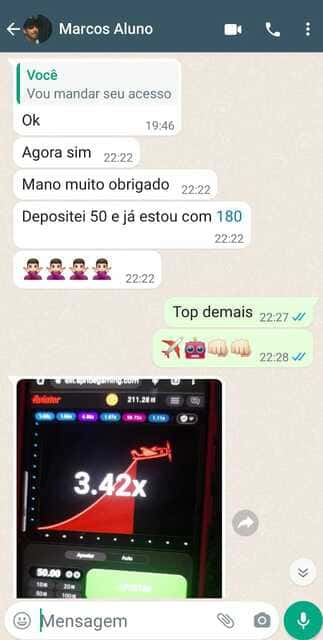 Marcos Aluno
Você
Vou mandar seu acesso
Ok
19:46
Agora sim 22:22
Mano muito obrigado 22:22
Depositei 50 e já estou com 180
22:22
22:22
Top demais 22:27
22:28
Aviator
211.28
3.42x
Apostar Auto
50.00
Mensagem